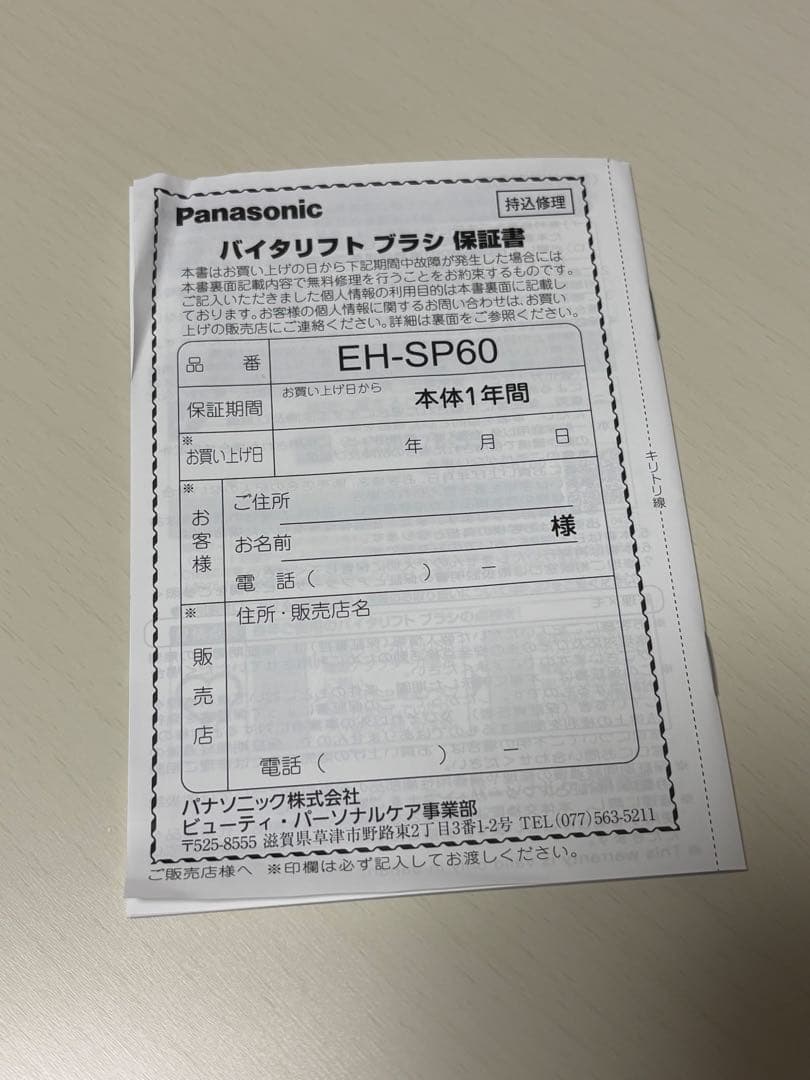 Panasonic
持込修理
バイタリフト ブラシ 保証書
本書はお買い上げの日から下記期間中故障が発生した場合には
本書裏面記載内容で無料修理を行うことをお約束するものです。
ご記入いただきました個人情報の利用目的は本書裏面に記載し
ております。お客様の個人情報に関するお問い合わせは、お買い
上げの販売店にご連絡ください。詳細は裏面をご参照ください。
品 番 EH-SP60
保証期間 お買い上げ日から 本体1年間
※お買い上げ日 年 月 日
※お客様
ご住所
お名前 様
電 話 ( ) −
※販売店
住所・販売店名
電話 ( ) −
キリトリ線
パナソニック株式会社
ビューティ・パーソナルケア事業部
〒525-8555 滋賀県草津市野路東2丁目3番1-2号 TEL(077)563-5211
ご販売店様へ ※印欄は必ず記入してお渡しください。